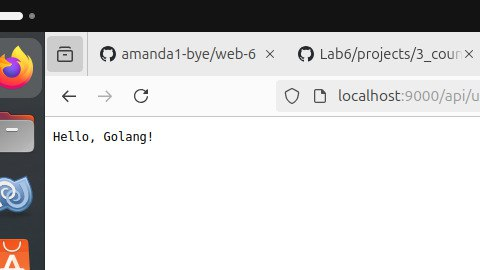 amanda1-bye/web-6
Lab6/projects/3_coun
localhost:9000/api/u
Hello, Golang!